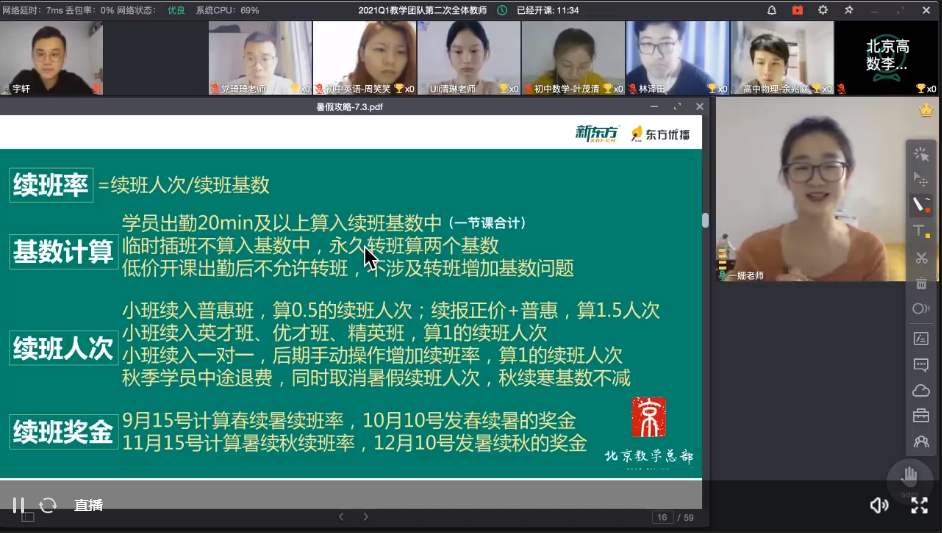 网络延时：7ms 丢包率：0% 网络状态： 优良 系统CPU：69%
2021Q1教学团队第二次全体教师
已经开课: 11:34
宇轩
党琦琦老师 x0
初中英语-周笑笑 x0
UI清琳老师 x0
初中数学-叶茂清 x0
林泽田 x0
高中物理-余兆 x0
北京高
数李...
x0
暑假攻略-7.3.pdf
新东方
XDF.CN
东方优播
续班率 =续班人次/续班基数
基数计算
学员出勤20min及以上算入续班基数中（一节课合计）
临时插班不算入基数中，永久转班算两个基数
低价开课出勤后不允许转班，不涉及转班增加基数问题
续班人次
小班续入普惠班，算0.5的续班人次；续报正价+普惠，算1.5人次
小班续入英才班、优才班、精英班，算1的续班人次
小班续入一对一，后期手动操作增加续班率，算1的续班人次
秋季学员中途退费，同时取消暑假续班人次，秋续寒基数不减
续班奖金
9月15号计算春续暑续班率，10月10号发春续暑的奖金
11月15号计算暑续秋续班率，12月10号发暑续秋的奖金
京
北京教学总部
一姗老师
直播
16 / 59